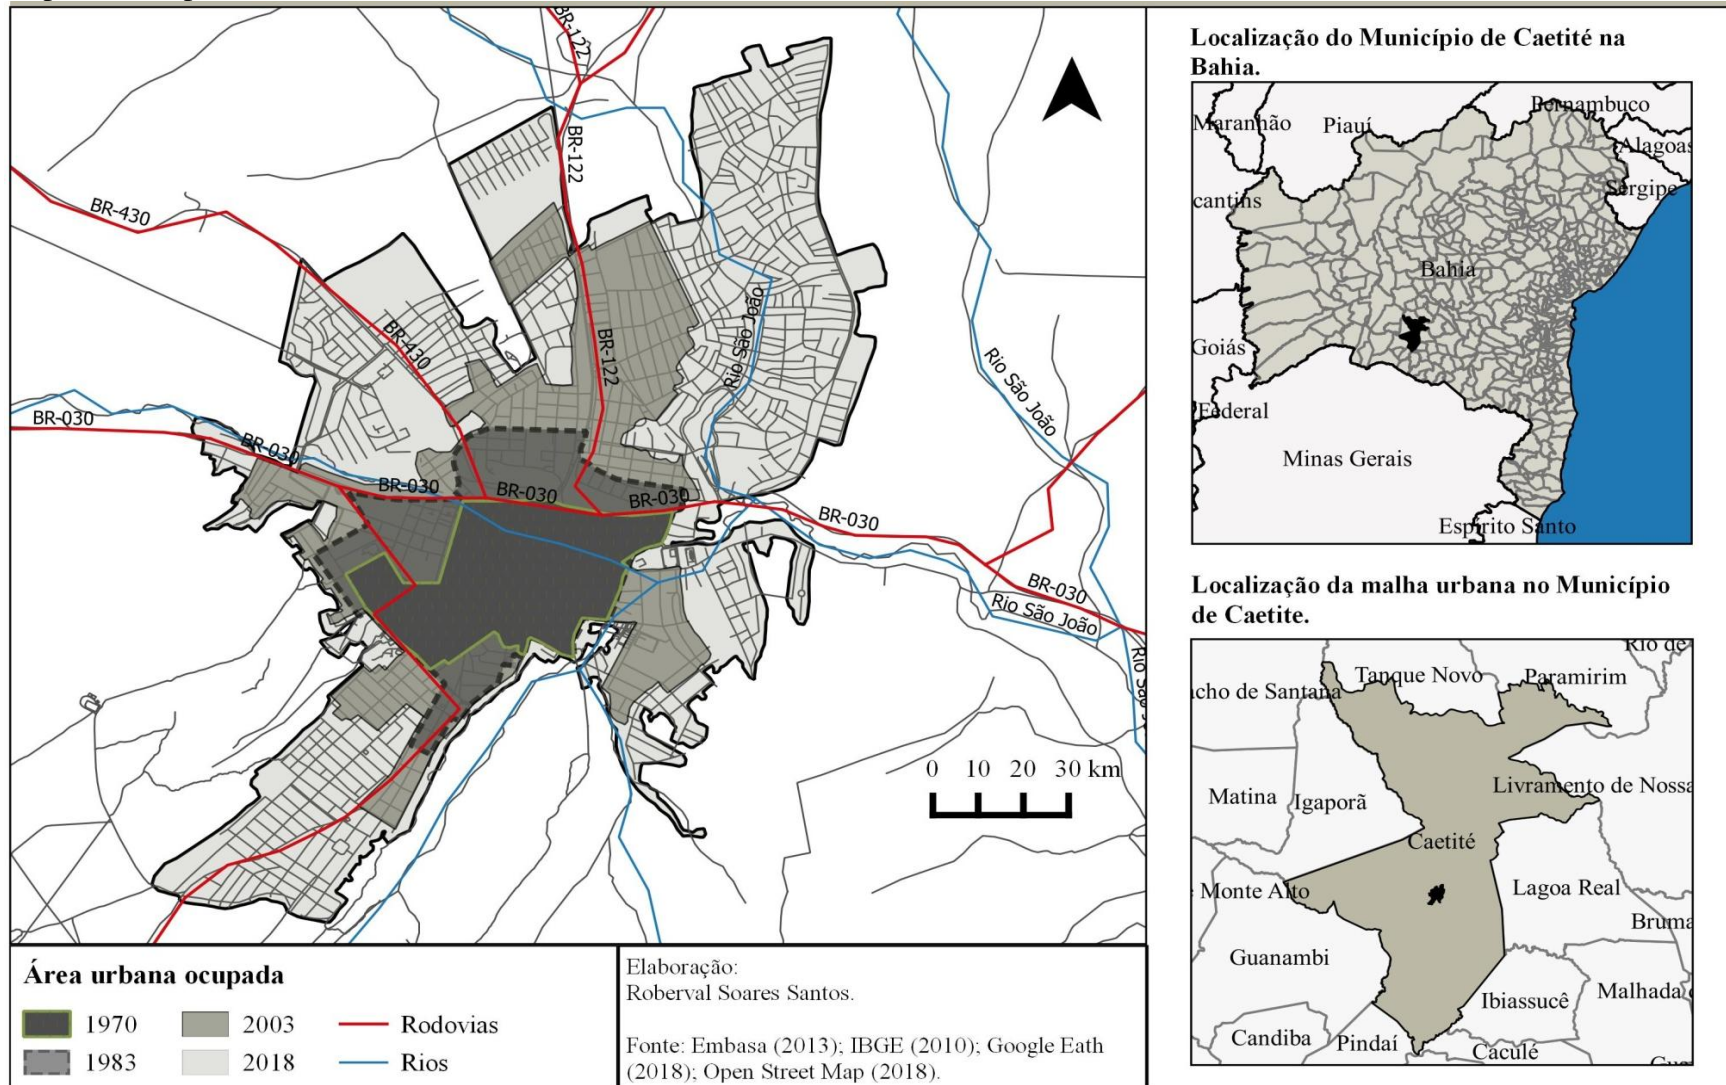 BR-122
BR-122
BR-430
BR-430
BR-122
Rio São João
Rio São João
BR-030
BR-030
BR-030
BR-030
BR-030
BR-030
BR-030
Rio São João
Rio São J
0 10 20 30 km
Área urbana ocupada
1970
1983
2003
2018
Rodovias
Rios
Elaboração:
Roberval Soares Santos.
Fonte: Embasa (2013); IBGE (2010); Google Eath
(2018); Open Street Map (2018).
Localização do Município de Caetité na
Bahia.
Pernambuco
Maranhão
Piauí
Alagoas
Sergipe
cantins
Bahia
Goiás
Federal
Minas Gerais
Espírito Santo
Localização da malha urbana no Município
de Caetite.
Rio de
Tanque Novo
Paramirim
cho de Santana
Livramento de Nossa
Matina
Igaporã
Caetité
Monte Alto
Lagoa Real
Bruma
Guanambi
Ibiassucê
Malhada
Candiba
Pindaí
Caculé